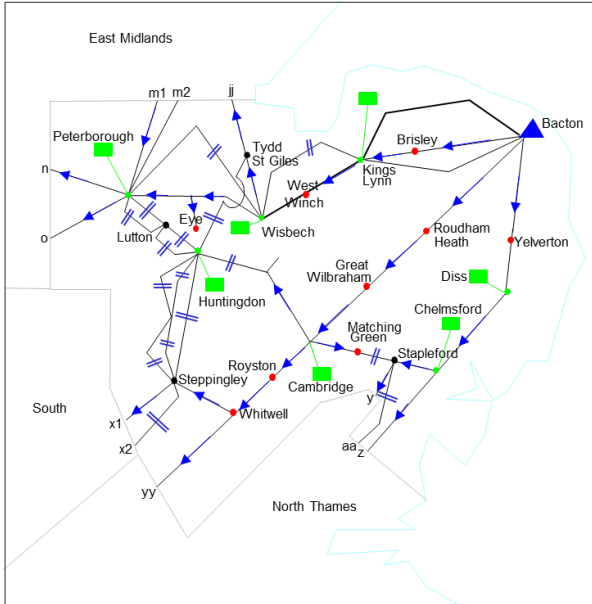 East Midlands
m1 m2
jj
Peterborough
Bacton
Brisley
Tydd
St Giles
n
Kings
Lynn
West
Winch
Eye
Wisbech
Lutton
o
Roudham
Heath
Yelverton
Great
Wilbraham
Diss
Huntingdon
Chelmsford
Matching
Green
Royston
Stapleford
Steppingley
Cambridge
y
South
Whitwell
x1
x2
aa
z
yy
North Thames